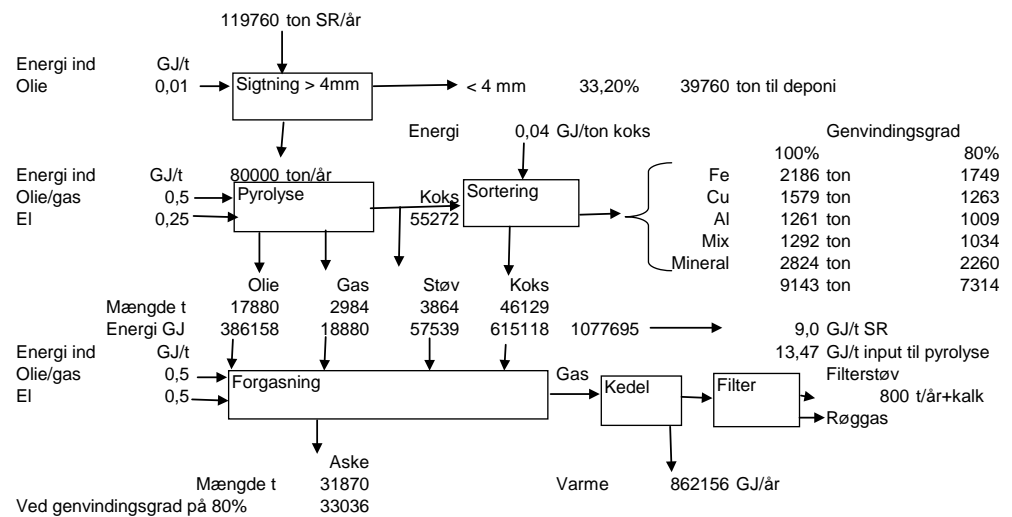 119760 ton SR/år
Energi ind GJ/t
Olie 0,01 Sigtning > 4mm < 4 mm 33,20% 39760 ton til deponi
Energi 0,04 GJ/ton koks Genvindingsgrad
100% 80%
Energi ind GJ/t 80000 ton/år Fe 2186 ton 1749
Olie/gas 0,5 Pyrolyse Koks Sortering Cu 1579 ton 1263
El 0,25 55272 Al 1261 ton 1009
Mix 1292 ton 1034
Mineral 2824 ton 2260
Olie Gas Støv Koks 9143 ton 7314
Mængde t 17880 2984 3864 46129
Energi GJ 386158 18880 57539 615118 1077695 9,0 GJ/t SR
Energi ind GJ/t 13,47 GJ/t input til pyrolyse
Olie/gas 0,5 Forgasning Gas Kedel Filter Filterstøv
El 0,5 800 t/år+kalk
Røggas
Aske
Mængde t 31870 Varme 862156 GJ/år
Ved genvindingsgrad på 80% 33036